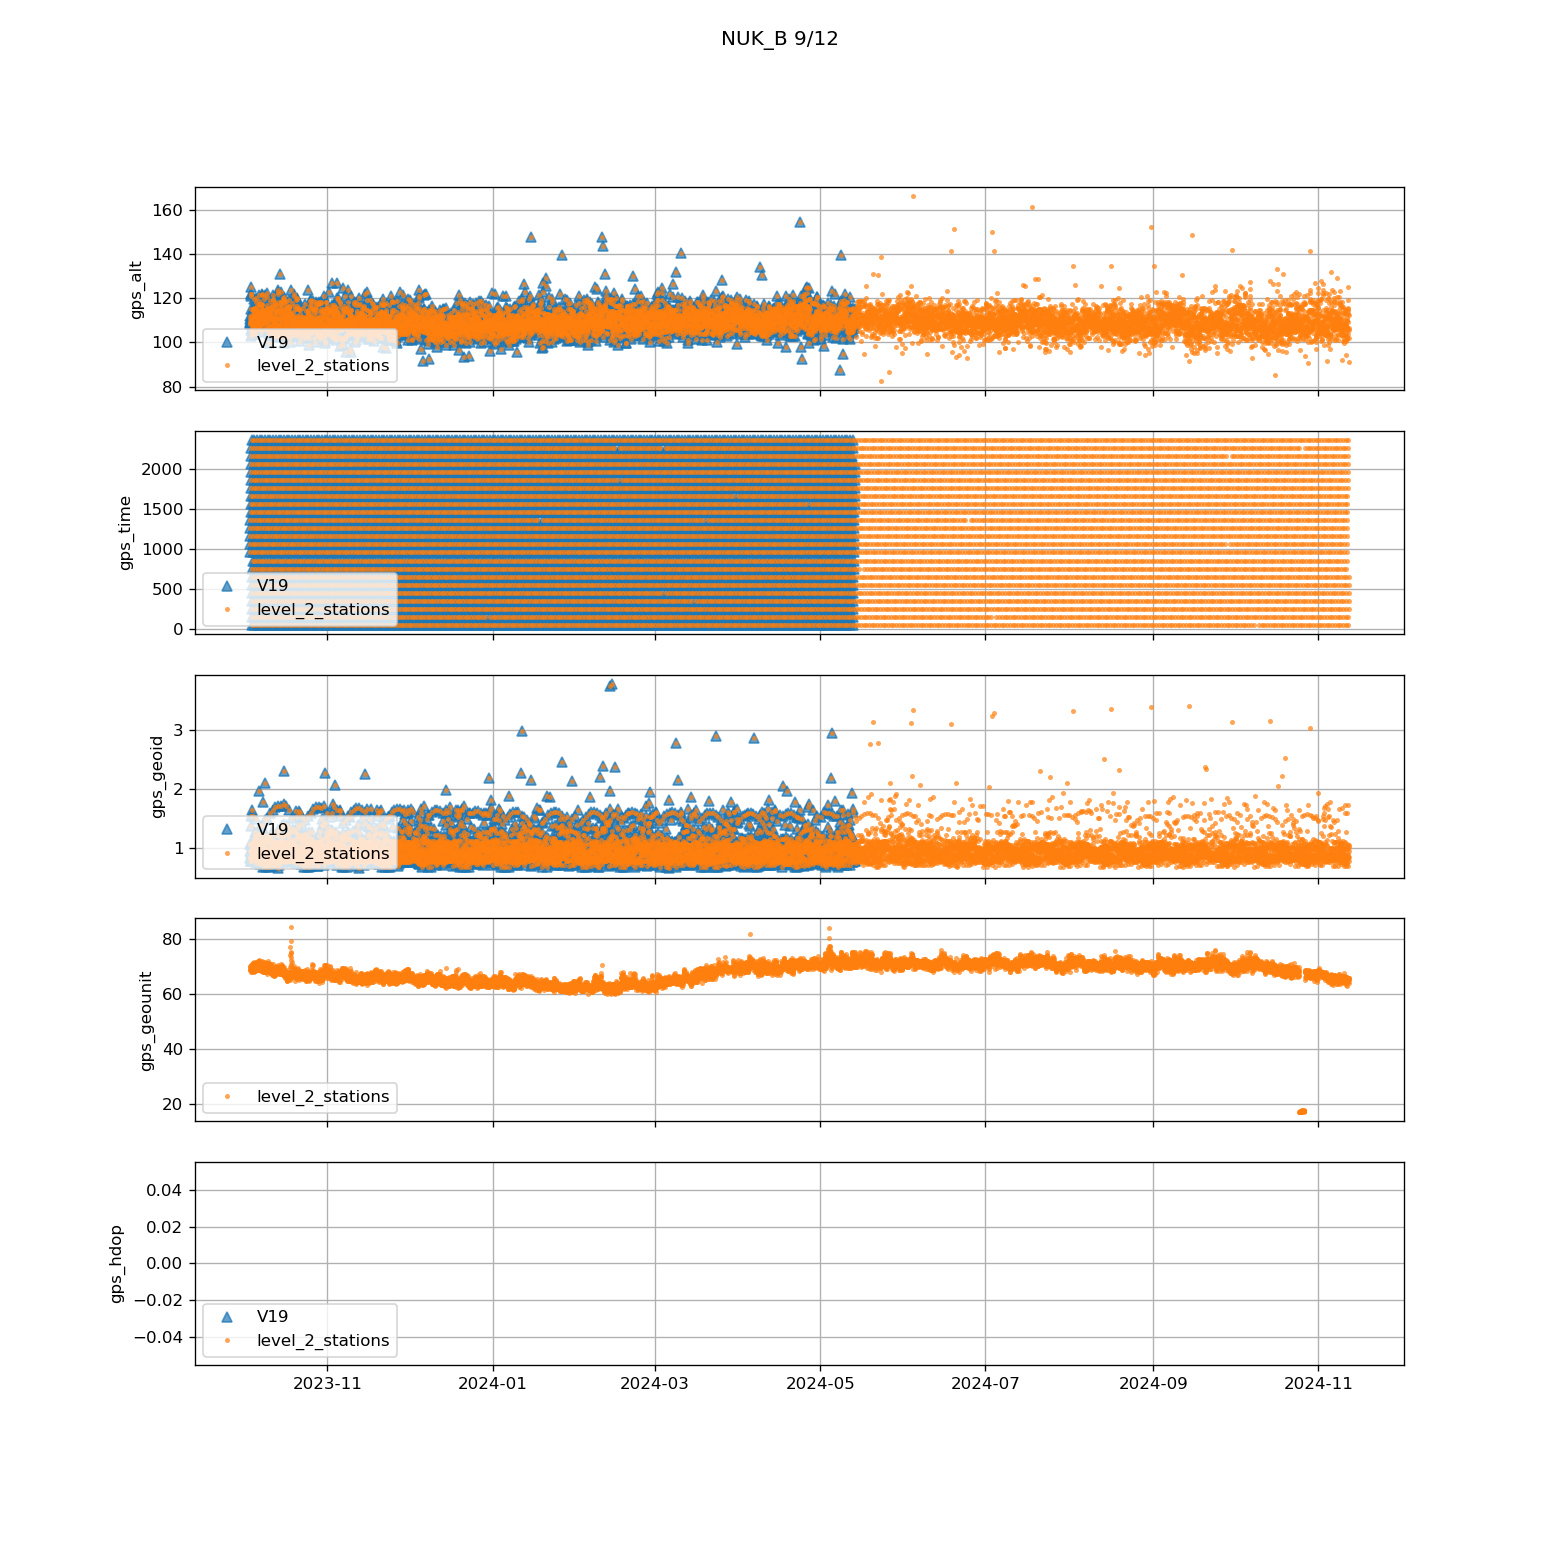 NUK_B 9/12
gps_alt
160
140
120
100
80
V19
level_2_stations
gps_time
2000
1500
1000
500
0
V19
level_2_stations
gps_geoid
3
2
1
V19
level_2_stations
gps_geounit
80
60
40
20
level_2_stations
gps_hdop
0.04
0.02
0.00
−0.02
−0.04
V19
level_2_stations
2023-11 2024-01 2024-03 2024-05 2024-07 2024-09 2024-11